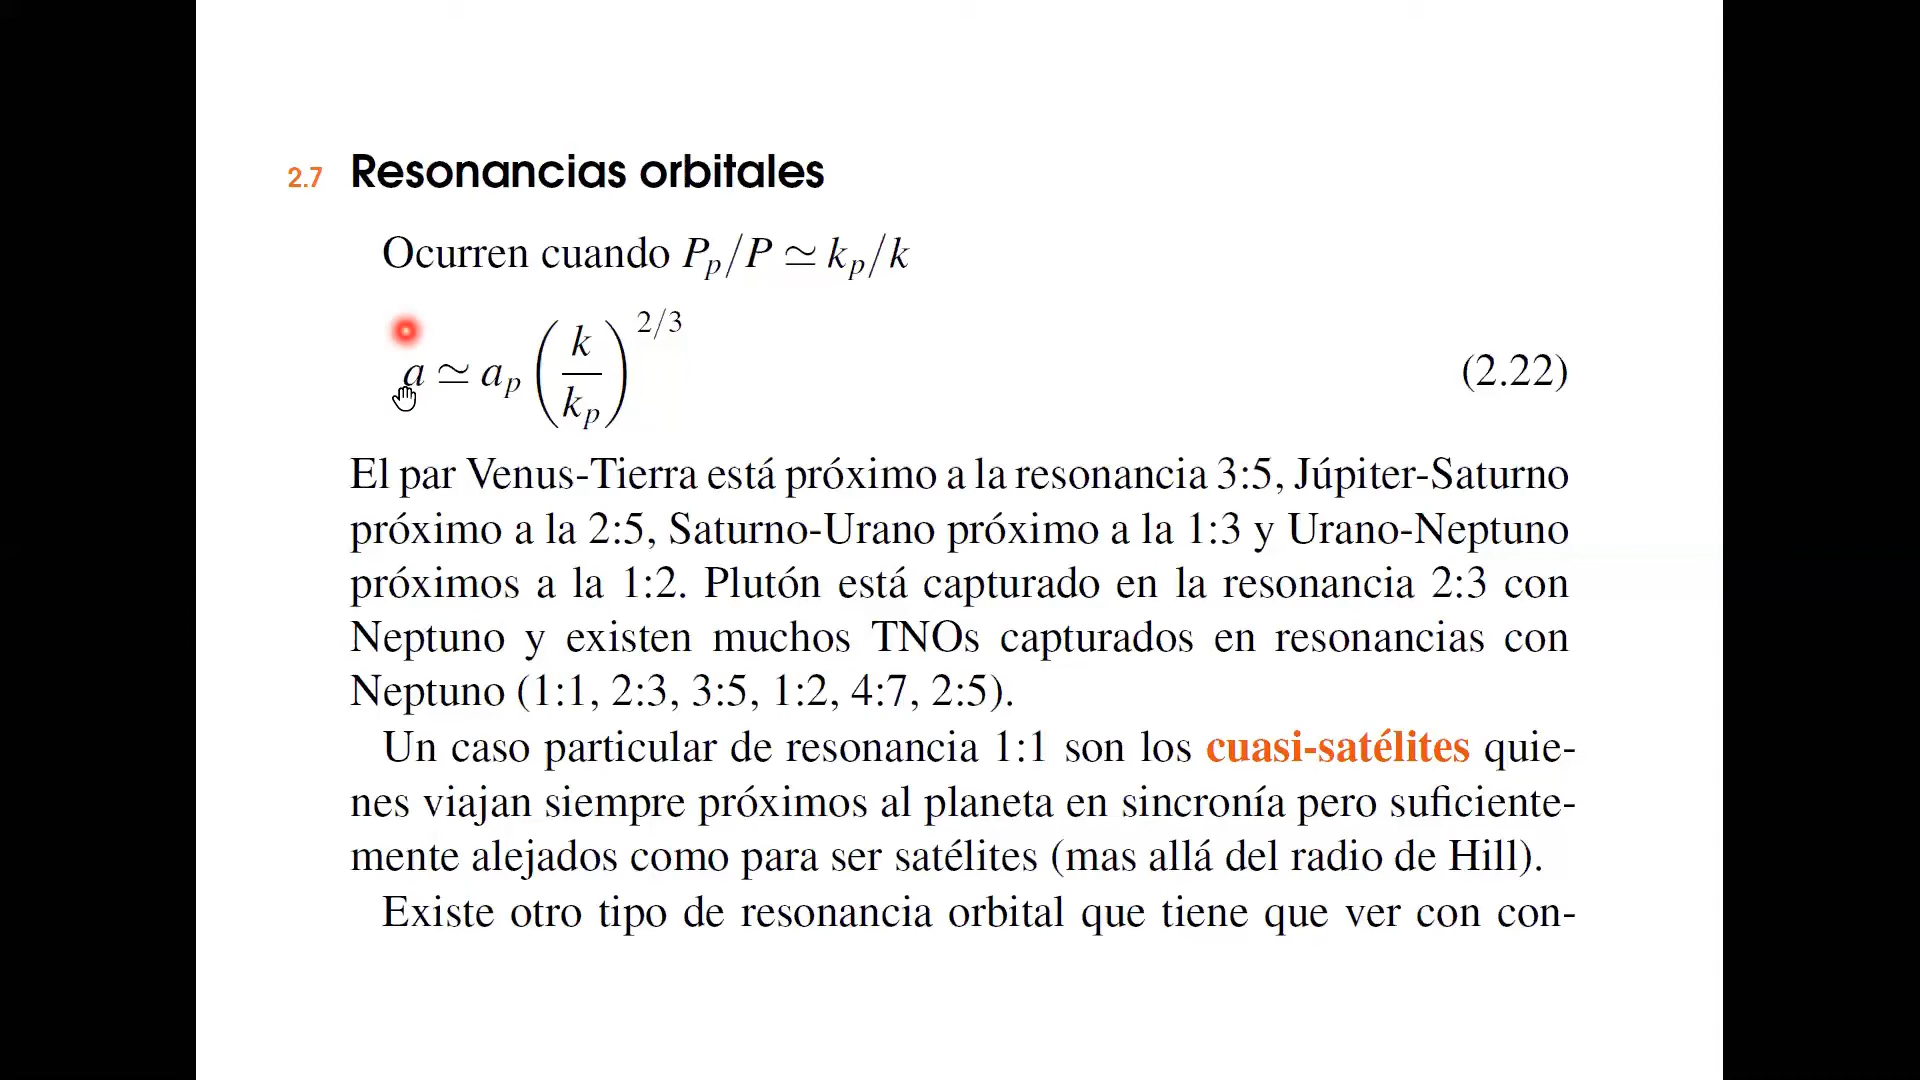 2.7 Resonancias orbitales
Ocurren cuando P_p/P ≃ k_p/k
a ≃ a_p (k/k_p)^{2/3} (2.22)
El par Venus-Tierra está próximo a la resonancia 3:5, Júpiter-Saturno
próximo a la 2:5, Saturno-Urano próximo a la 1:3 y Urano-Neptuno
próximos a la 1:2. Plutón está capturado en la resonancia 2:3 con
Neptuno y existen muchos TNOs capturados en resonancias con
Neptuno (1:1, 2:3, 3:5, 1:2, 4:7, 2:5).
Un caso particular de resonancia 1:1 son los cuasi-satélites quie-
nes viajan siempre próximos al planeta en sincronía pero suficiente-
mente alejados como para ser satélites (mas allá del radio de Hill).
Existe otro tipo de resonancia orbital que tiene que ver con con-